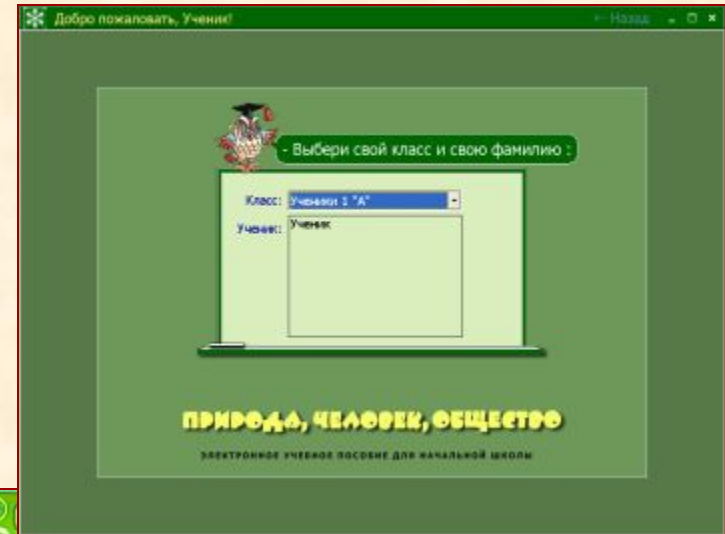 Добро пожаловать, Ученик!
← Назад
- Выбери свой класс и свою фамилию :
Класс: Ученики 1 "А"
Ученик: Ученик
ПРИРОДА, ЧЕЛОВЕК, ОБЩЕСТВО
ЭЛЕКТРОННОЕ УЧЕБНОЕ ПОСОБИЕ ДЛЯ НАЧАЛЬНОЙ ШКОЛЫ